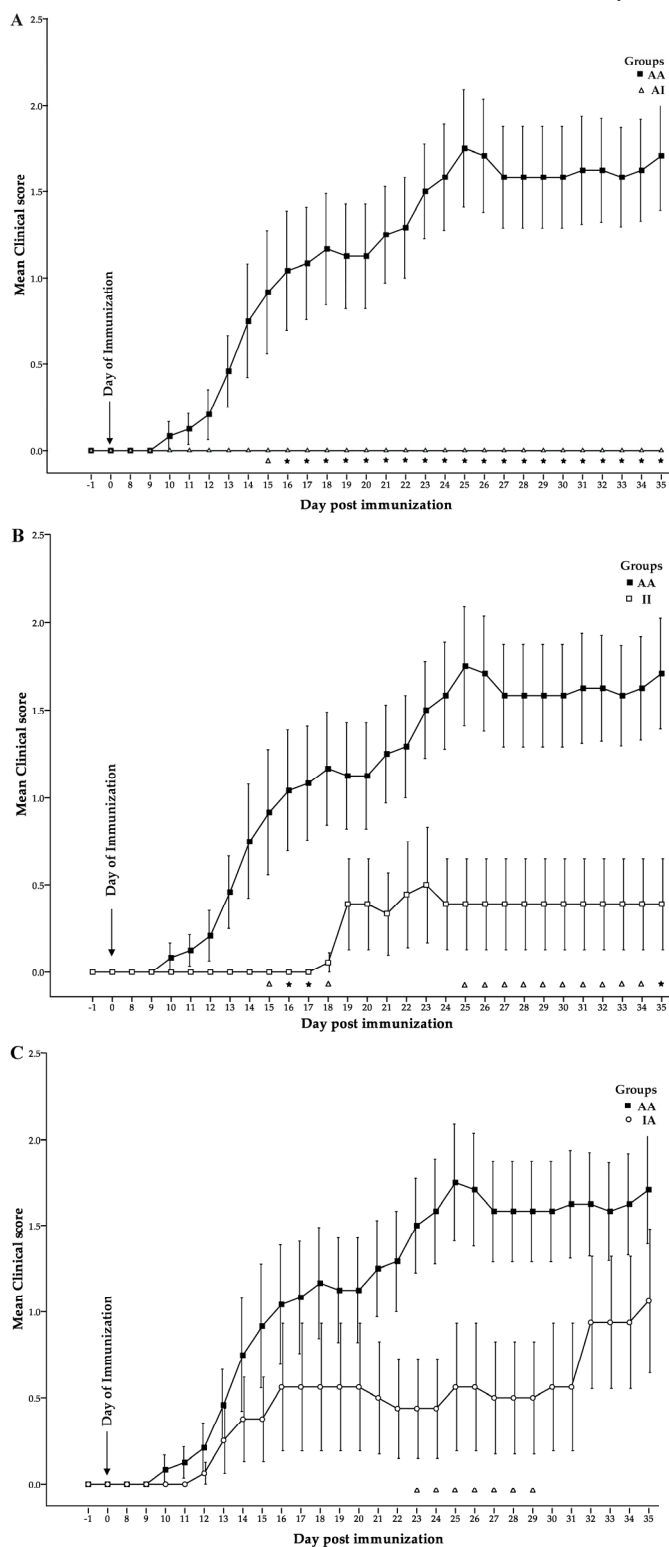 A
2.5
Groups
■ AA
△ AI
2.0
1.5
Mean Clinical score
1.0
Day of Immunization
0.5
0.0
-1 0 8 9 10 11 12 13 14 15 16 17 18 19 20 21 22 23 24 25 26 27 28 29 30 31 32 33 34 35
Day post immunization
B
2.5
Groups
■ AA
□ II
2.0
1.5
Mean Clinical score
1.0
Day of Immunization
0.5
0.0
-1 0 8 9 10 11 12 13 14 15 16 17 18 19 20 21 22 23 24 25 26 27 28 29 30 31 32 33 34 35
Day post immunization
C
2.5
Groups
■ AA
○ IA
2.0
1.5
Mean Clinical score
1.0
Day of Immunization
0.5
0.0
-1 0 8 9 10 11 12 13 14 15 16 17 18 19 20 21 22 23 24 25 26 27 28 29 30 31 32 33 34 35
Day post immunization